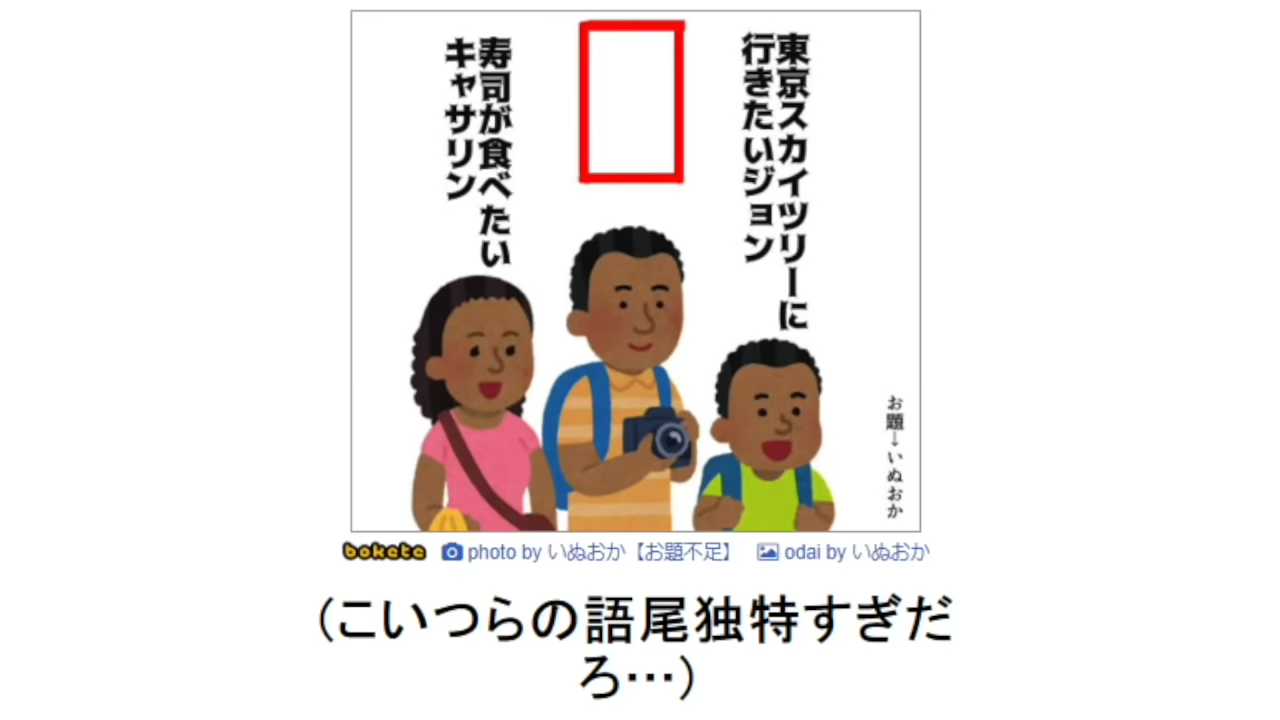 東京スカイツリーに
行きたいジョン
寿司が食べたい
キャサリン
お題→いぬおか
bokete photo by いぬおか【お題不足】 odai by いぬおか
(こいつらの語尾独特すぎだ
ろ…)